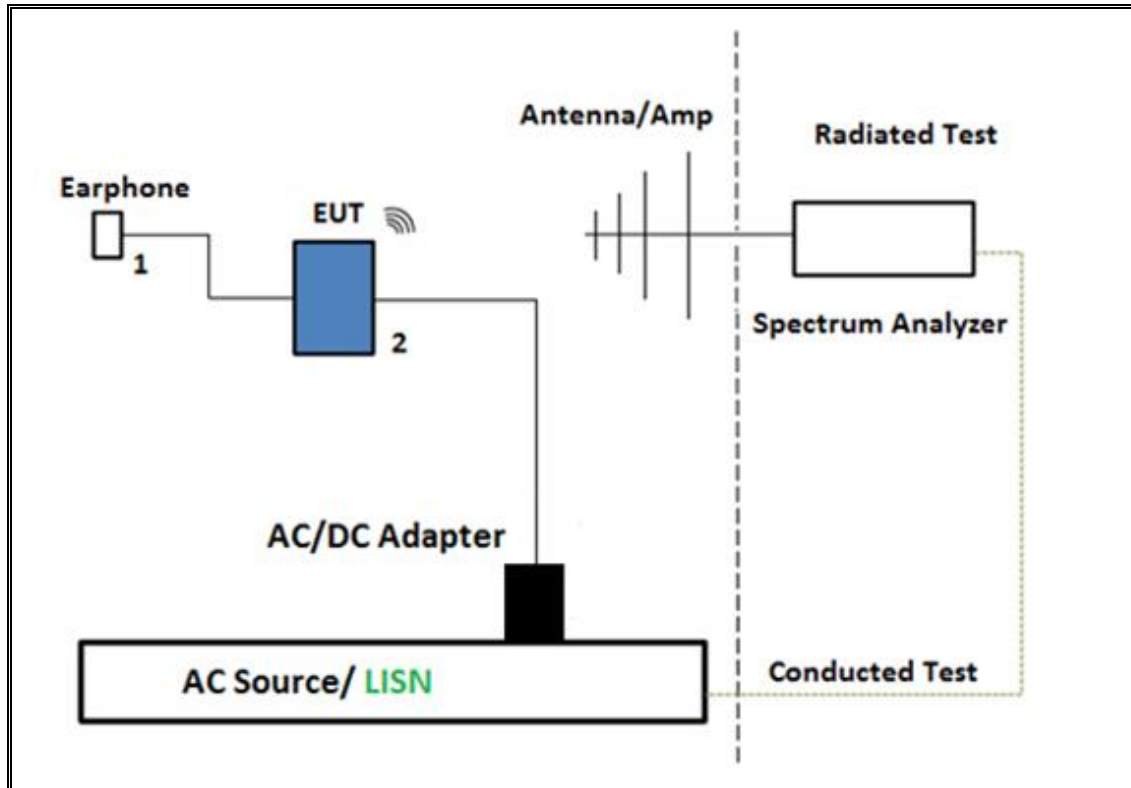 Antenna/Amp
Radiated Test
Earphone
EUT
1
2
Spectrum Analyzer
AC/DC Adapter
AC Source/ LISN
Conducted Test